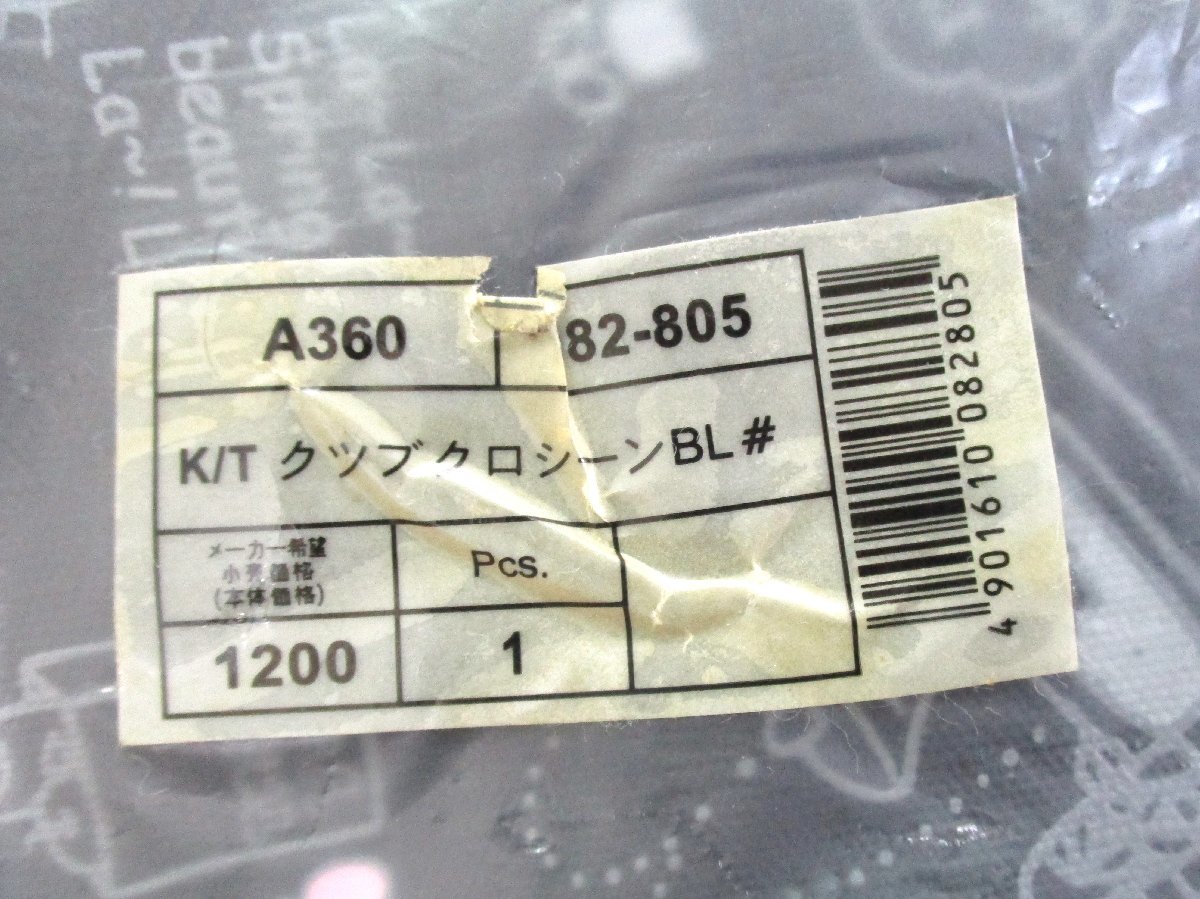 La~!
A360
82-805
K/T クツブクロシーンBL#
メーカー希望
小売価格
(本体価格)
Pcs.
1200
1
4901610082805